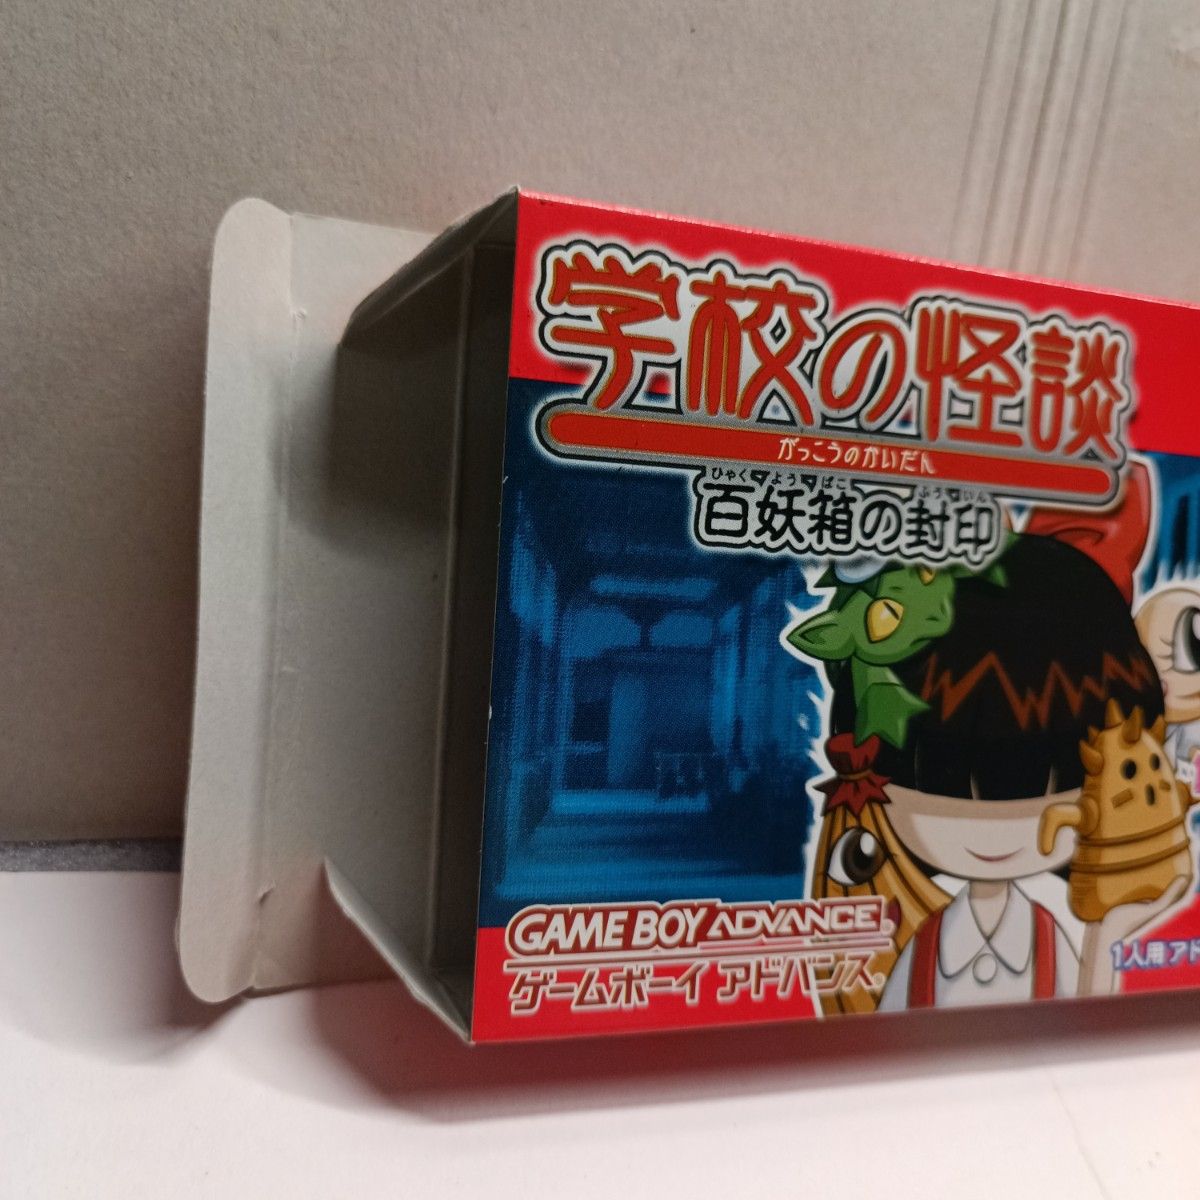 学校の怪談
がっこうのかいだん
ひゃくようばこ ふういん
百妖箱の封印
GAME BOY ADVANCE
ゲームボーイアドバンス
1人用 アド